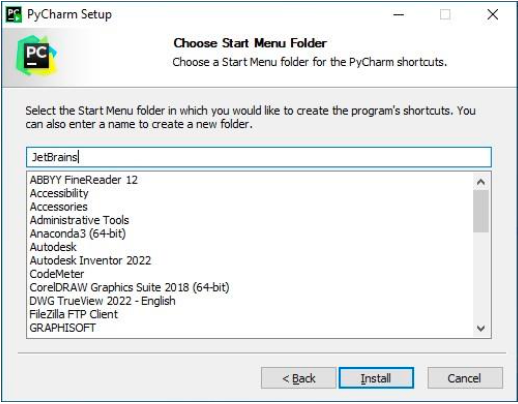 PyCharm Setup
PC
Choose Start Menu Folder
Choose a Start Menu folder for the PyCharm shortcuts.
Select the Start Menu folder in which you would like to create the program's shortcuts. You
can also enter a name to create a new folder.
JetBrains
ABBYY FineReader 12
Accessibility
Accessories
Administrative Tools
Anaconda3 (64-bit)
Autodesk
Autodesk Inventor 2022
CodeMeter
CorelDRAW Graphics Suite 2018 (64-bit)
DWG TrueView 2022 - English
FileZilla FTP Client
GRAPHISOFT
< Back
Install
Cancel